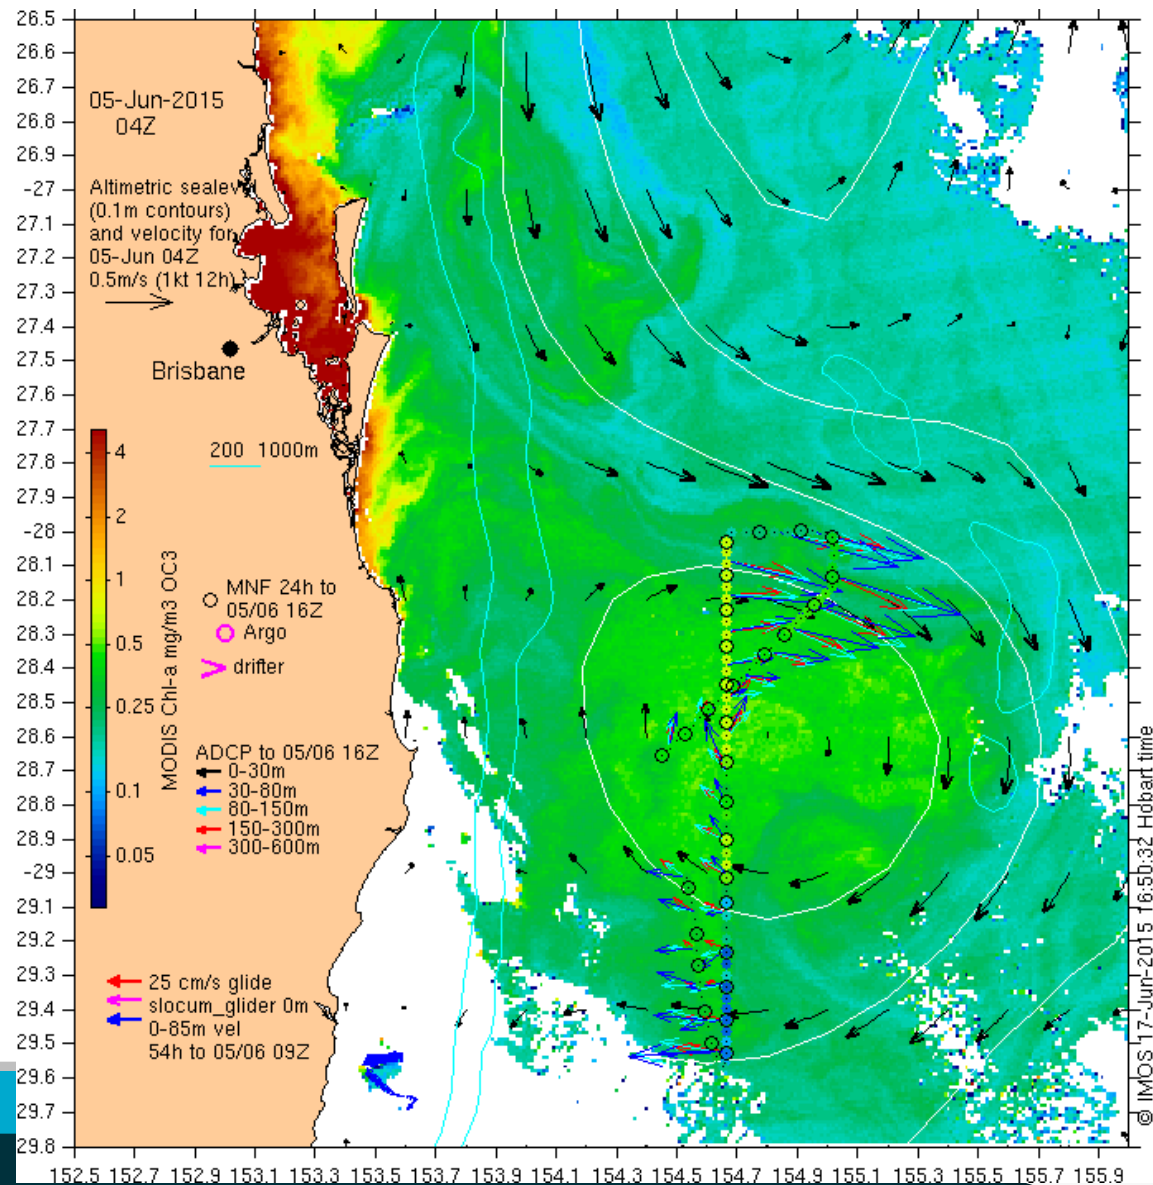 26.5
26.6
26.7
26.8
26.9
-27
27.1
27.2
27.3
27.4
27.5
27.6
27.7
27.8
27.9
-28
28.1
28.2
28.3
28.4
28.5
28.6
28.7
28.8
28.9
-29
29.1
29.2
29.3
29.4
29.5
29.6
29.7
29.8
05-Jun-2015
04Z
Altimetric sealevel
(0.1m contours)
and velocity for
05-Jun 04Z
0.5m/s (1kt 12h)
Brisbane
200 1000m
4
2
1
0.5
0.25
0.1
0.05
MODIS Chl-a mg/m3 OC3
MNF 24h to
05/06 16Z
Argo
drifter
ADCP to 05/06 16Z
0-30m
30-80m
80-150m
150-300m
300-600m
25 cm/s glide
slocum_glider 0m
0-85m vel
54h to 05/06 09Z
152.5 152.7 152.9 153.1 153.3 153.5 153.7 153.9 154.1 154.3 154.5 154.7 154.9 155.1 155.3 155.5 155.7 155.9
© IMOS 17-Jun-2015 16:50:32 Hobart time